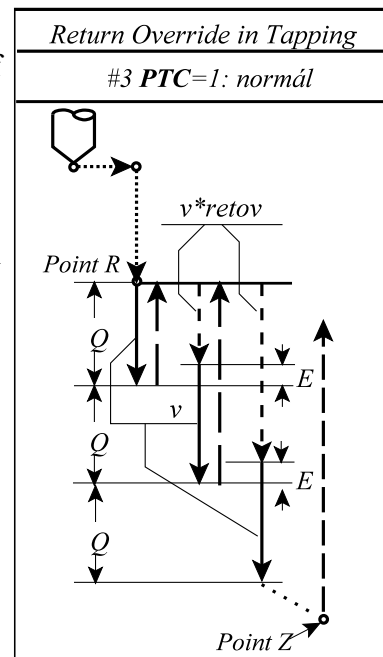 Return Override in Tapping
#3 PTC=1: normál
v*retov
Point R
Q
E
v
Q
E
Q
Point Z